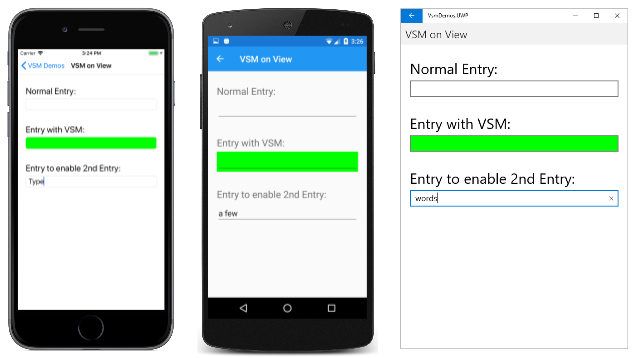 Carrier
3:24 PM
VSM Demos
VSM on View
Normal Entry:
Entry with VSM:
Entry to enable 2nd Entry:
Type
3:26
VSM on View
Normal Entry:
Entry with VSM:
Entry to enable 2nd Entry:
a few
VsmDemos.UWP
VSM on View
Normal Entry:
Entry with VSM:
Entry to enable 2nd Entry:
words